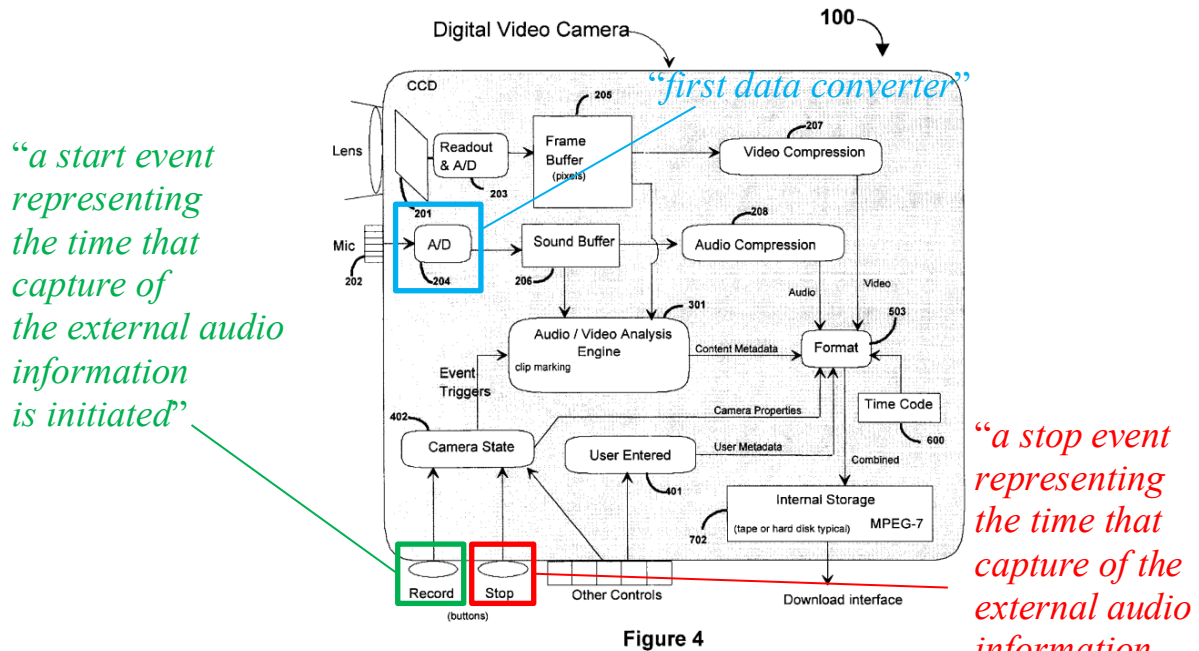 100
Digital Video Camera
CCD
“first data converter”
205
207
Lens
Readout
& A/D
203
Frame
Buffer
(pixels)
Video Compression
201
208
Mic
A/D
Sound Buffer
Audio Compression
202
204
206
Audio
Video
301
503
Audio / Video Analysis
Engine
clip marking
Content Metadata
Format
Event
Triggers
Time Code
600
Camera Properties
402
Camera State
User Entered
User Metadata
Combined
401
Internal Storage
(tape or hard disk typical)
MPEG-7
702
Record
Stop
(buttons)
Other Controls
Download interface
Figure 4
“a start event
representing
the time that
capture of
the external audio
information
is initiated”
“a stop event
representing
the time that
capture of the
external audio
information